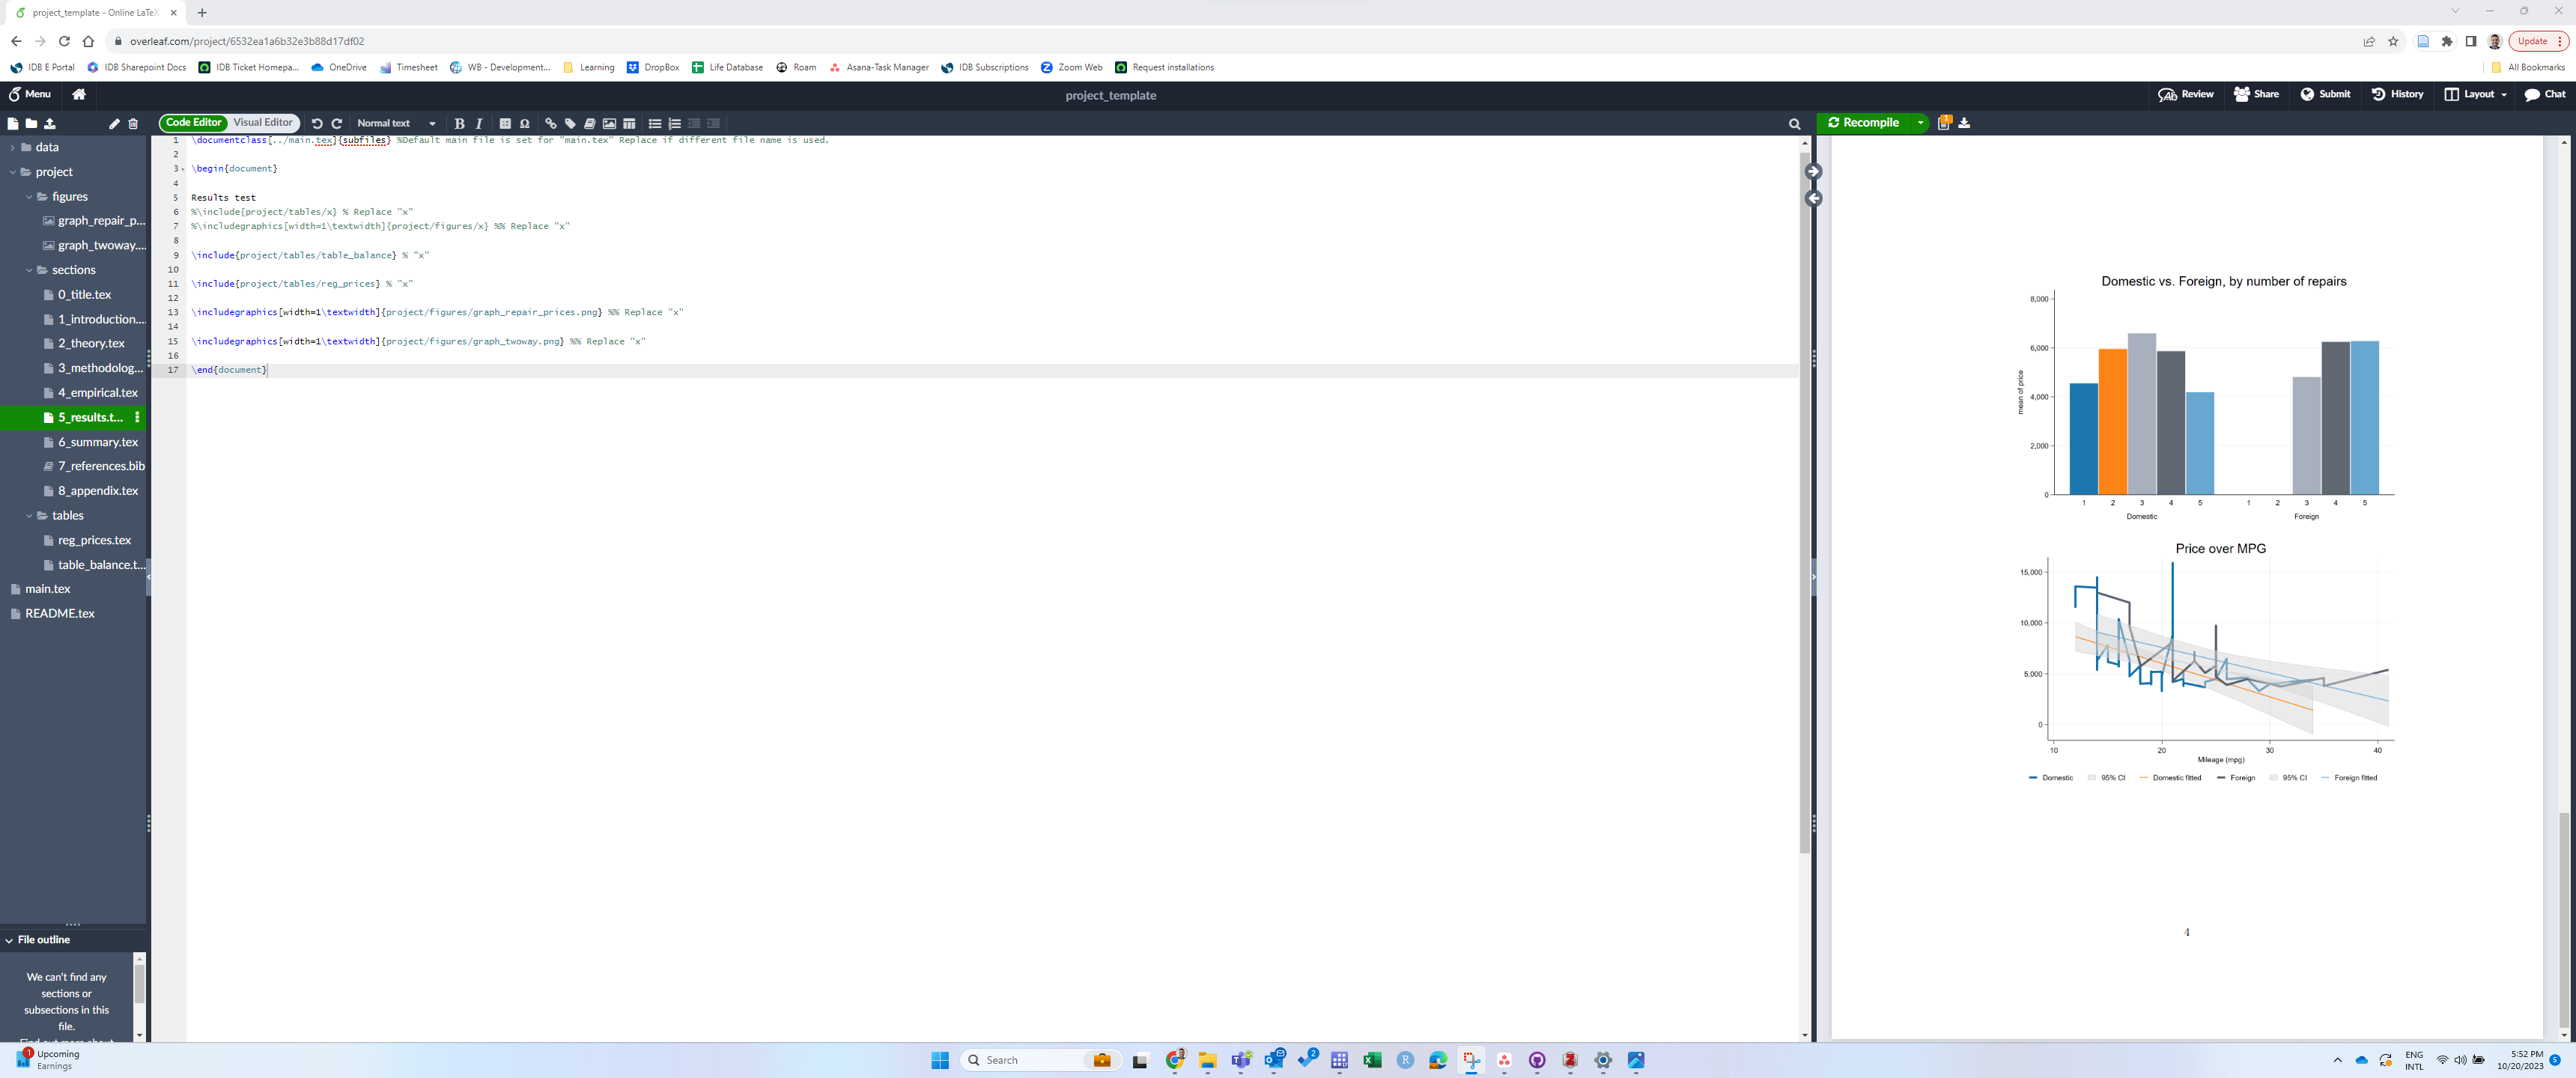 project_template - Online LaTeX
overleaf.com/project/6532ea1a6b32e3b88d17df02
Update
IDB E Portal
IDB Sharepoint Docs
IDB Ticket Homepa...
OneDrive
Timesheet
WB - Development...
Learning
DropBox
Life Database
Roam
Asana-Task Manager
IDB Subscriptions
Zoom Web
Request installations
All Bookmarks
Menu
project_template
Review
Share
Submit
History
Layout
Chat
Code Editor
Visual Editor
Normal text
B
I
Ω
Recompile
1
data
project
figures
graph_repair_p...
graph_twoway....
sections
0_title.tex
1_introduction....
2_theory.tex
3_methodolog...
4_empirical.tex
5_results.t...
6_summary.tex
7_references.bib
8_appendix.tex
tables
reg_prices.tex
table_balance.t...
main.tex
README.tex
1 \documentclass[../main.tex]{subfiles} %Default main file is set for "main.tex" Replace if different file name is used.
2
3 \begin{document}
4
5 Results test
6 %\include{project/tables/x} % Replace "x"
7 %\includegraphics[width=1\textwidth]{project/figures/x} %% Replace "x"
8
9 \include{project/tables/table_balance} % "x"
10
11 \include{project/tables/reg_prices} % "x"
12
13 \includegraphics[width=1\textwidth]{project/figures/graph_repair_prices.png} %% Replace "x"
14
15 \includegraphics[width=1\textwidth]{project/figures/graph_twoway.png} %% Replace "x"
16
17 \end{document}
Domestic vs. Foreign, by number of repairs
8,000
6,000
4,000
2,000
0
mean of price
1 2 3 4 5 1 2 3 4 5
Domestic Foreign
Price over MPG
15,000
10,000
5,000
0
10 20 30 40
Mileage (mpg)
Domestic 95% CI Domestic fitted Foreign 95% CI Foreign fitted
4
File outline
We can't find any
sections or
subsections in this
file.
Find out more about
1
Upcoming
Earnings
Search
2
R
ENG
INTL
5:52 PM
10/20/2023
5